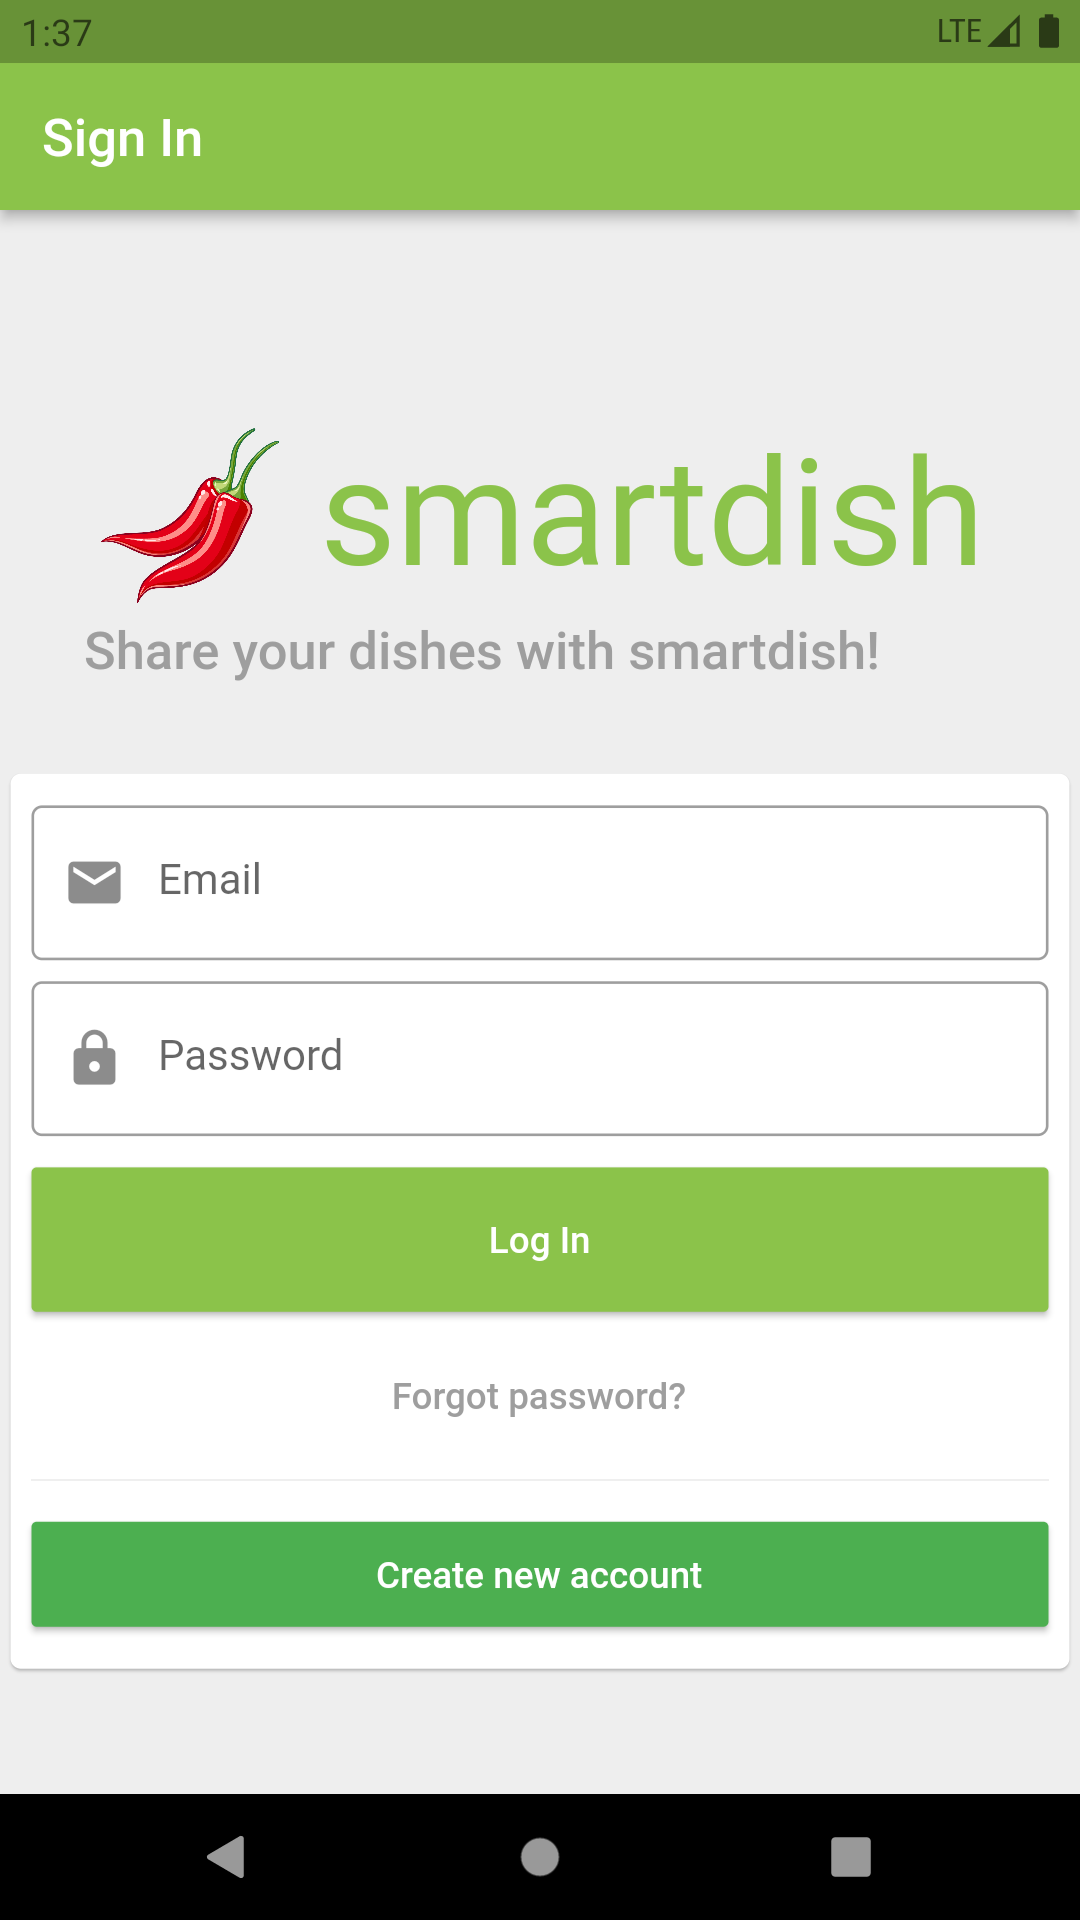 1:37
LTE
Sign In
smartdish
Share your dishes with smartdish!
Email
Password
Log In
Forgot password?
Create new account